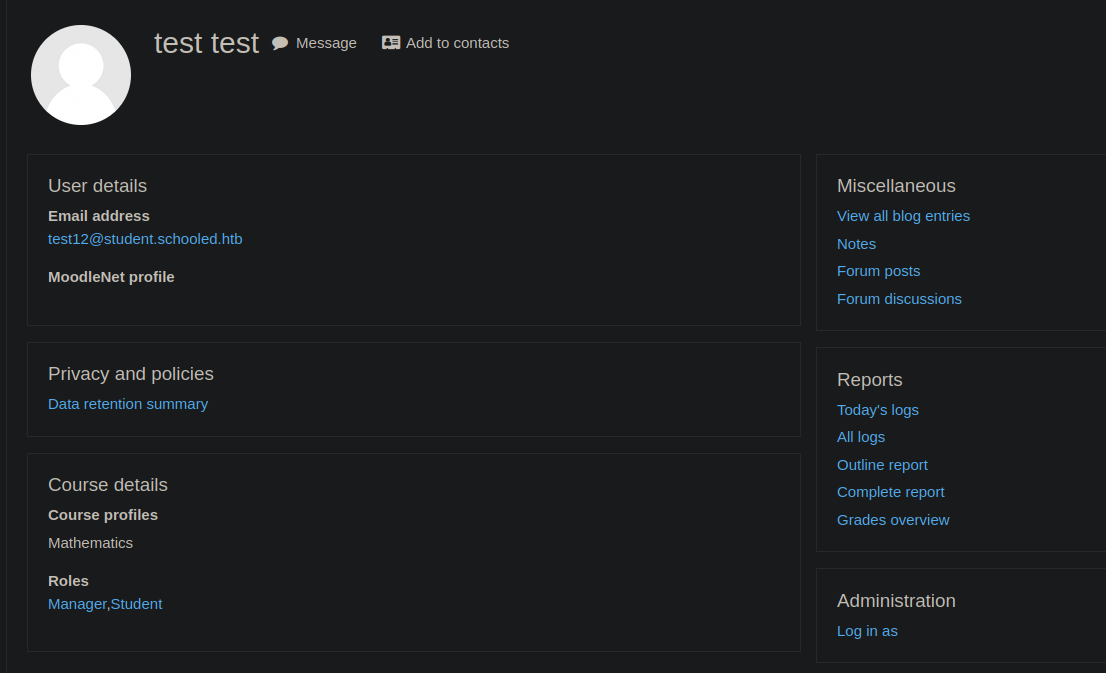 test test Message Add to contacts
User details
Email address
test12@student.schooled.htb
MoodleNet profile
Privacy and policies
Data retention summary
Course details
Course profiles
Mathematics
Roles
Manager,Student
Miscellaneous
View all blog entries
Notes
Forum posts
Forum discussions
Reports
Today's logs
All logs
Outline report
Complete report
Grades overview
Administration
Log in as